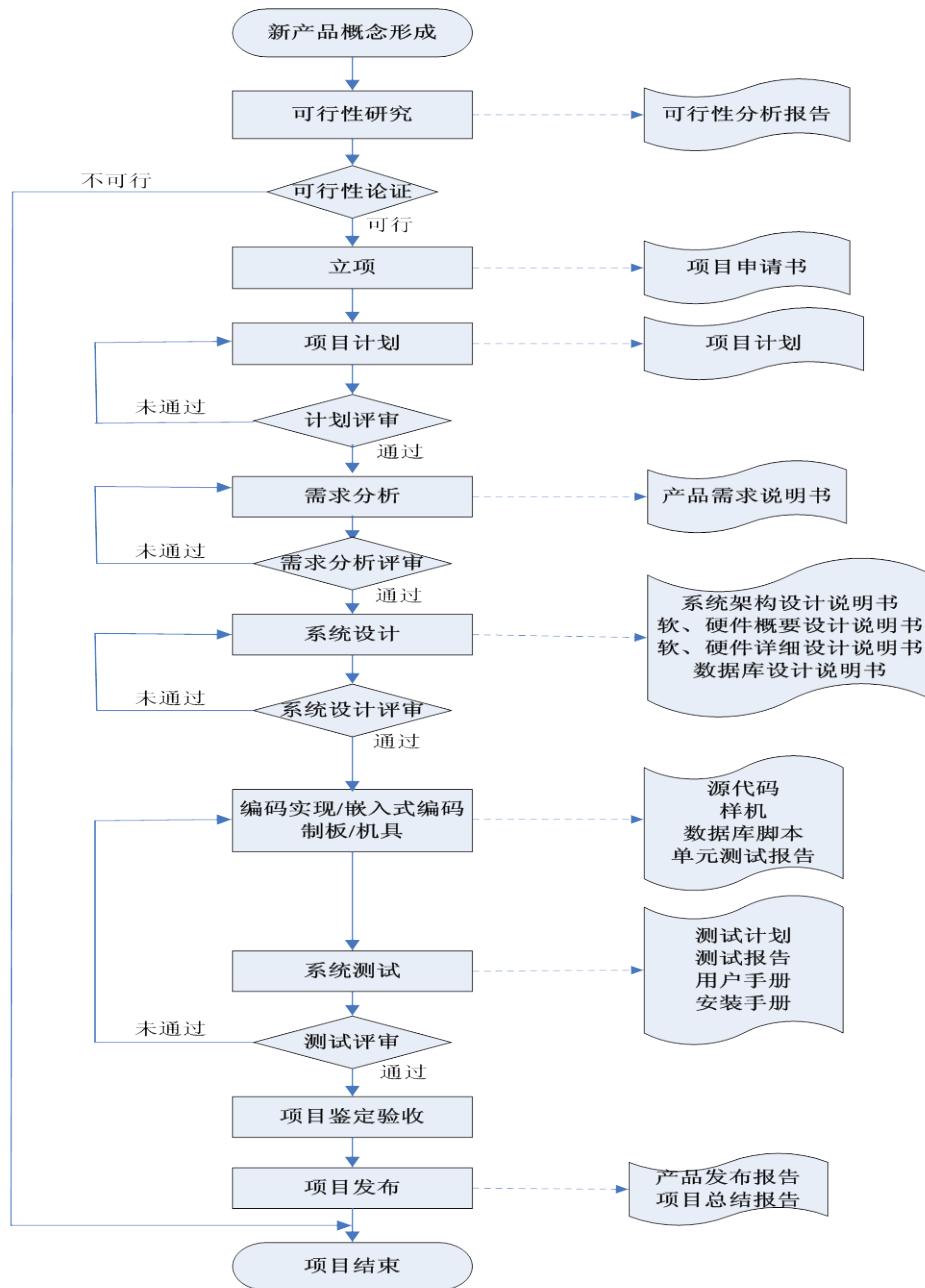 新产品概念形成
可行性研究
可行性分析报告
不可行
可行性论证
可行
立项
项目申请书
项目计划
项目计划
未通过
计划评审
通过
需求分析
产品需求说明书
未通过
需求分析评审
通过
系统架构设计说明书
软、硬件概要设计说明书
软、硬件详细设计说明书
数据库设计说明书
系统设计
未通过
系统设计评审
通过
编码实现/嵌入式编码
制板/机具
源代码
样机
数据库脚本
单元测试报告
系统测试
测试计划
测试报告
用户手册
安装手册
未通过
测试评审
通过
项目鉴定验收
项目发布
产品发布报告
项目总结报告
项目结束